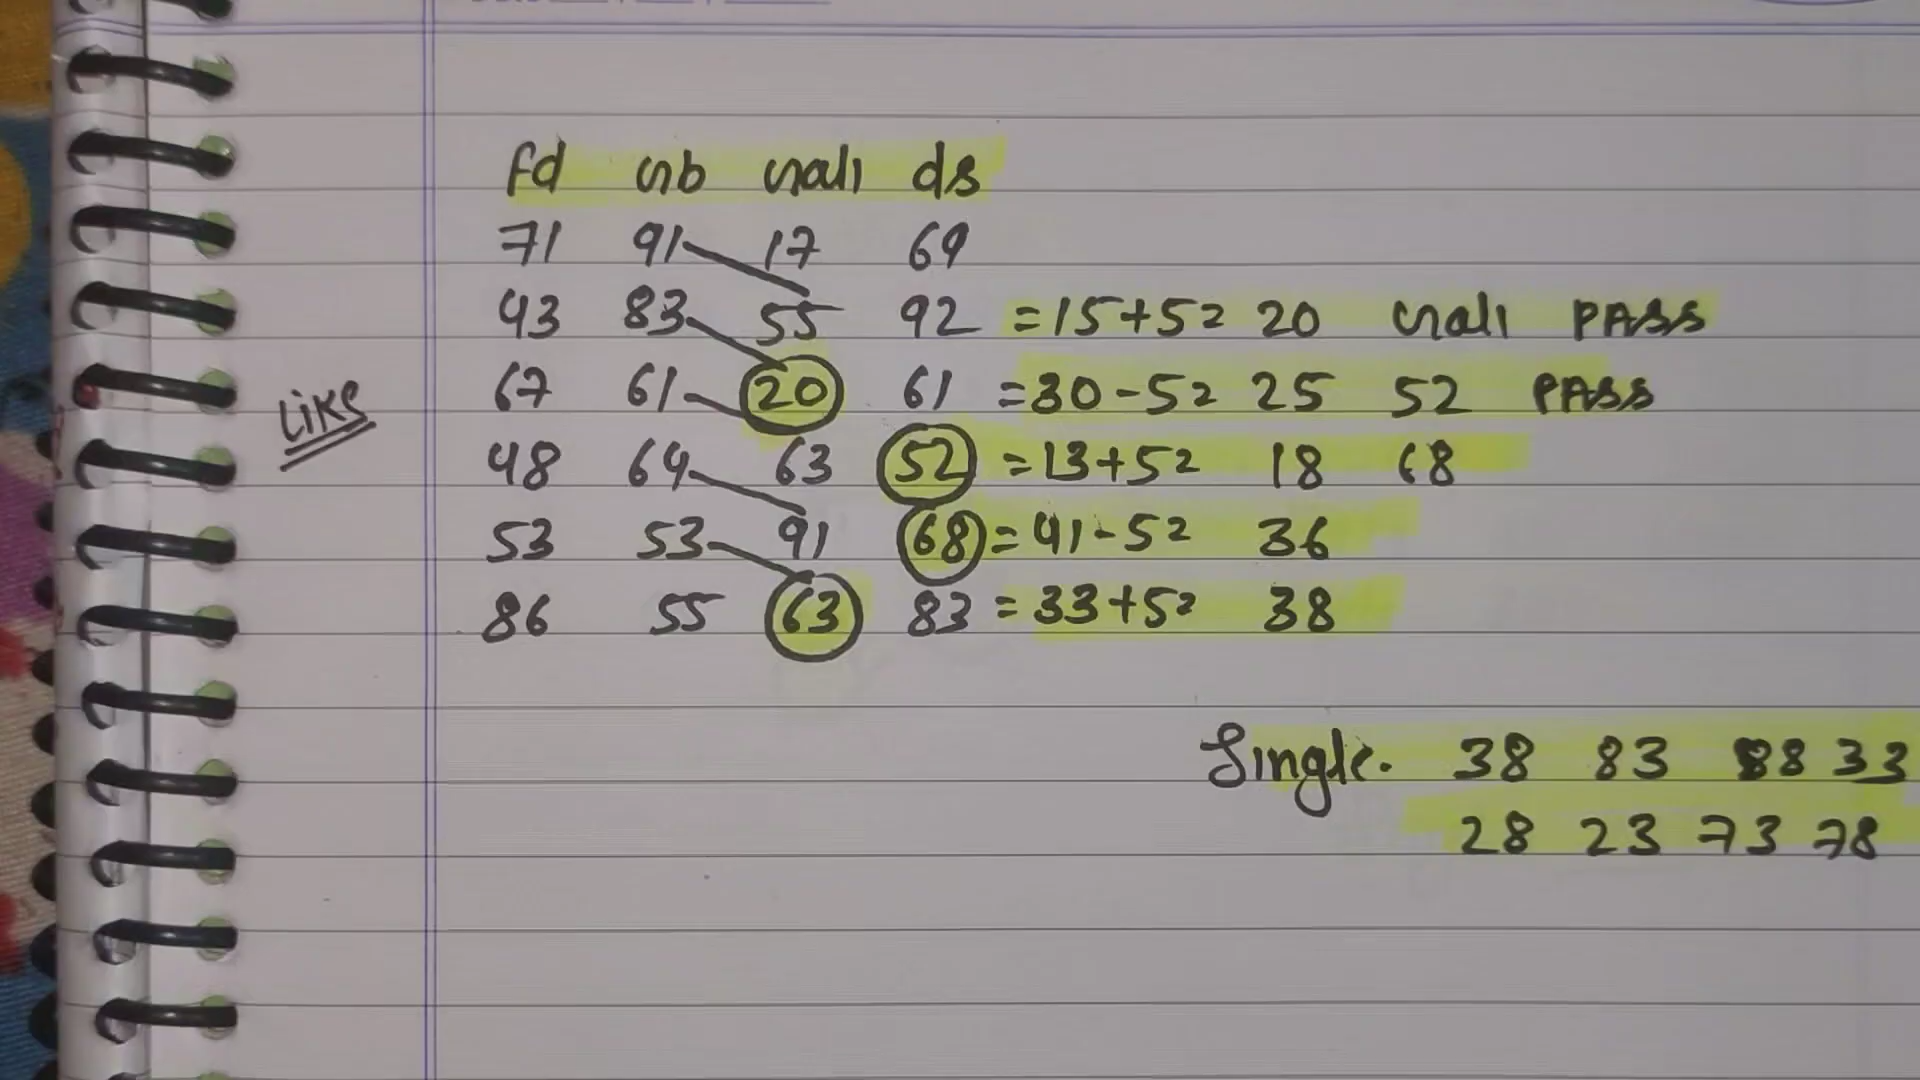 fd gb gali ds
71 91 17 69
43 83 55 92 =15+5= 20 gali PASS
67 61 20 61 =30-5= 25 52 PASS
LIKE
48 64 63 52 =13+5= 18 68
53 53 91 68 =41-5= 36
86 55 63 83 =33+5= 38
Single. 38 83 88 33
28 23 73 78